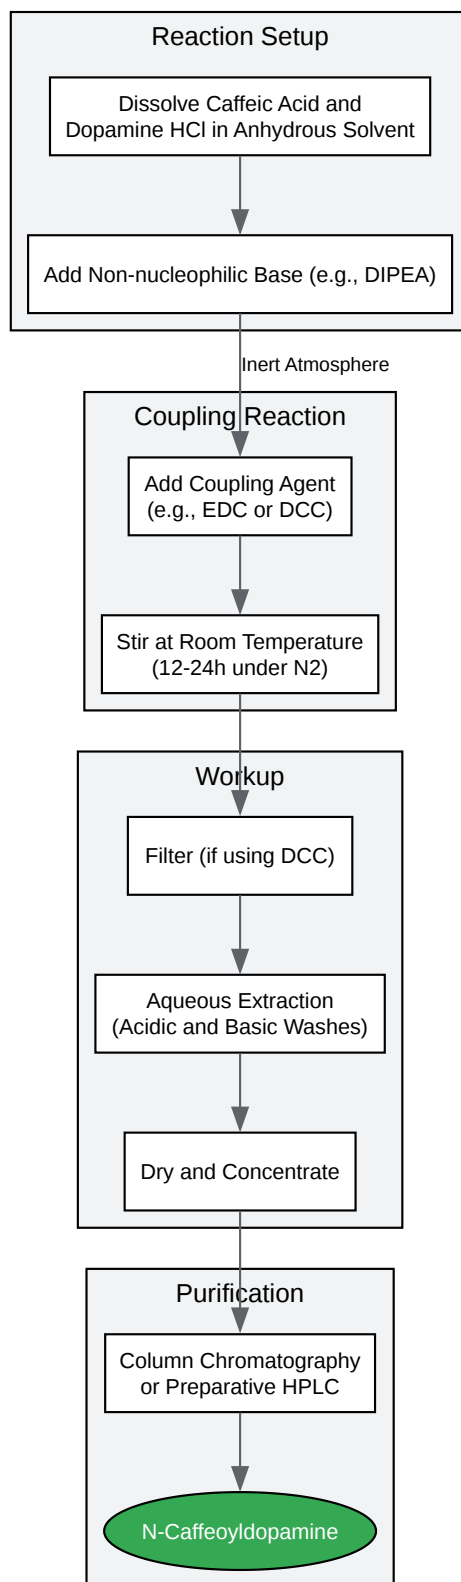 Reaction Setup
Dissolve Caffeic Acid and
Dopamine HCl in Anhydrous Solvent
Add Non-nucleophilic Base (e.g., DIPEA)
Inert Atmosphere
Coupling Reaction
Add Coupling Agent
(e.g., EDC or DCC)
Stir at Room Temperature
(12-24h under N2)
Workup
Filter (if using DCC)
Aqueous Extraction
(Acidic and Basic Washes)
Dry and Concentrate
Purification
Column Chromatography
or Preparative HPLC
N-Caffeoyldopamine